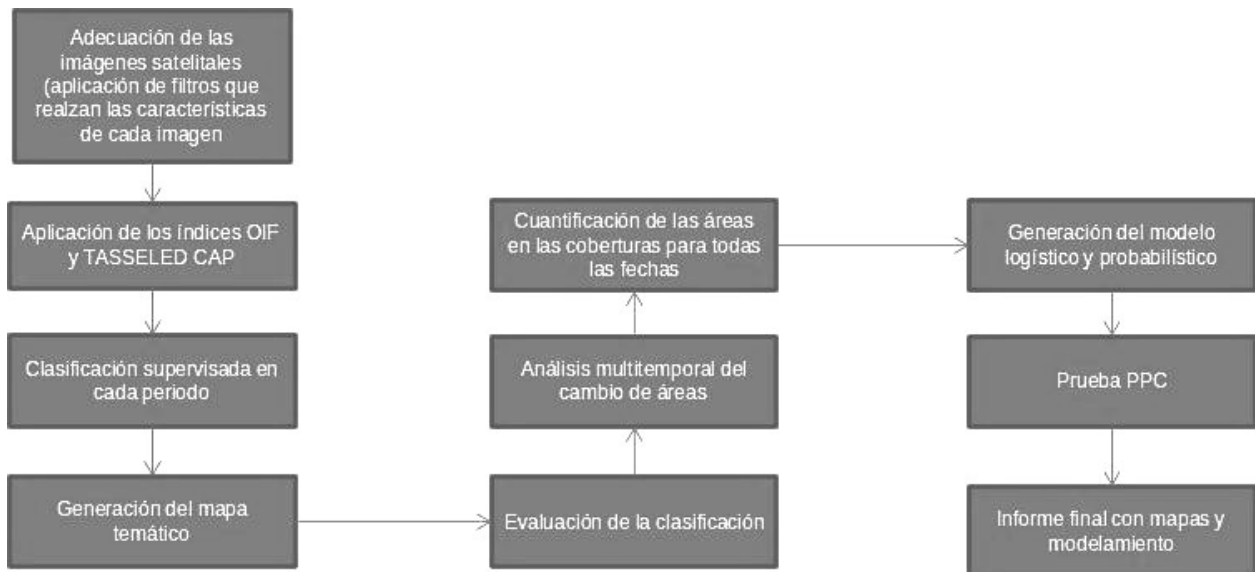 Adecuación de las
imágenes satelitales
(aplicación de filtros que
realzan las características
de cada imagen
Aplicación de los índices OIF
y TASSELED CAP
Clasificación supervisada en
cada periodo
Generación del mapa
temático
Evaluación de la clasificación
Análisis multitemporal del
cambio de áreas
Cuantificación de las áreas
en las coberturas para todas
las fechas
Generación del modelo
logístico y probabilístico
Prueba PPC
Informe final con mapas y
modelamiento